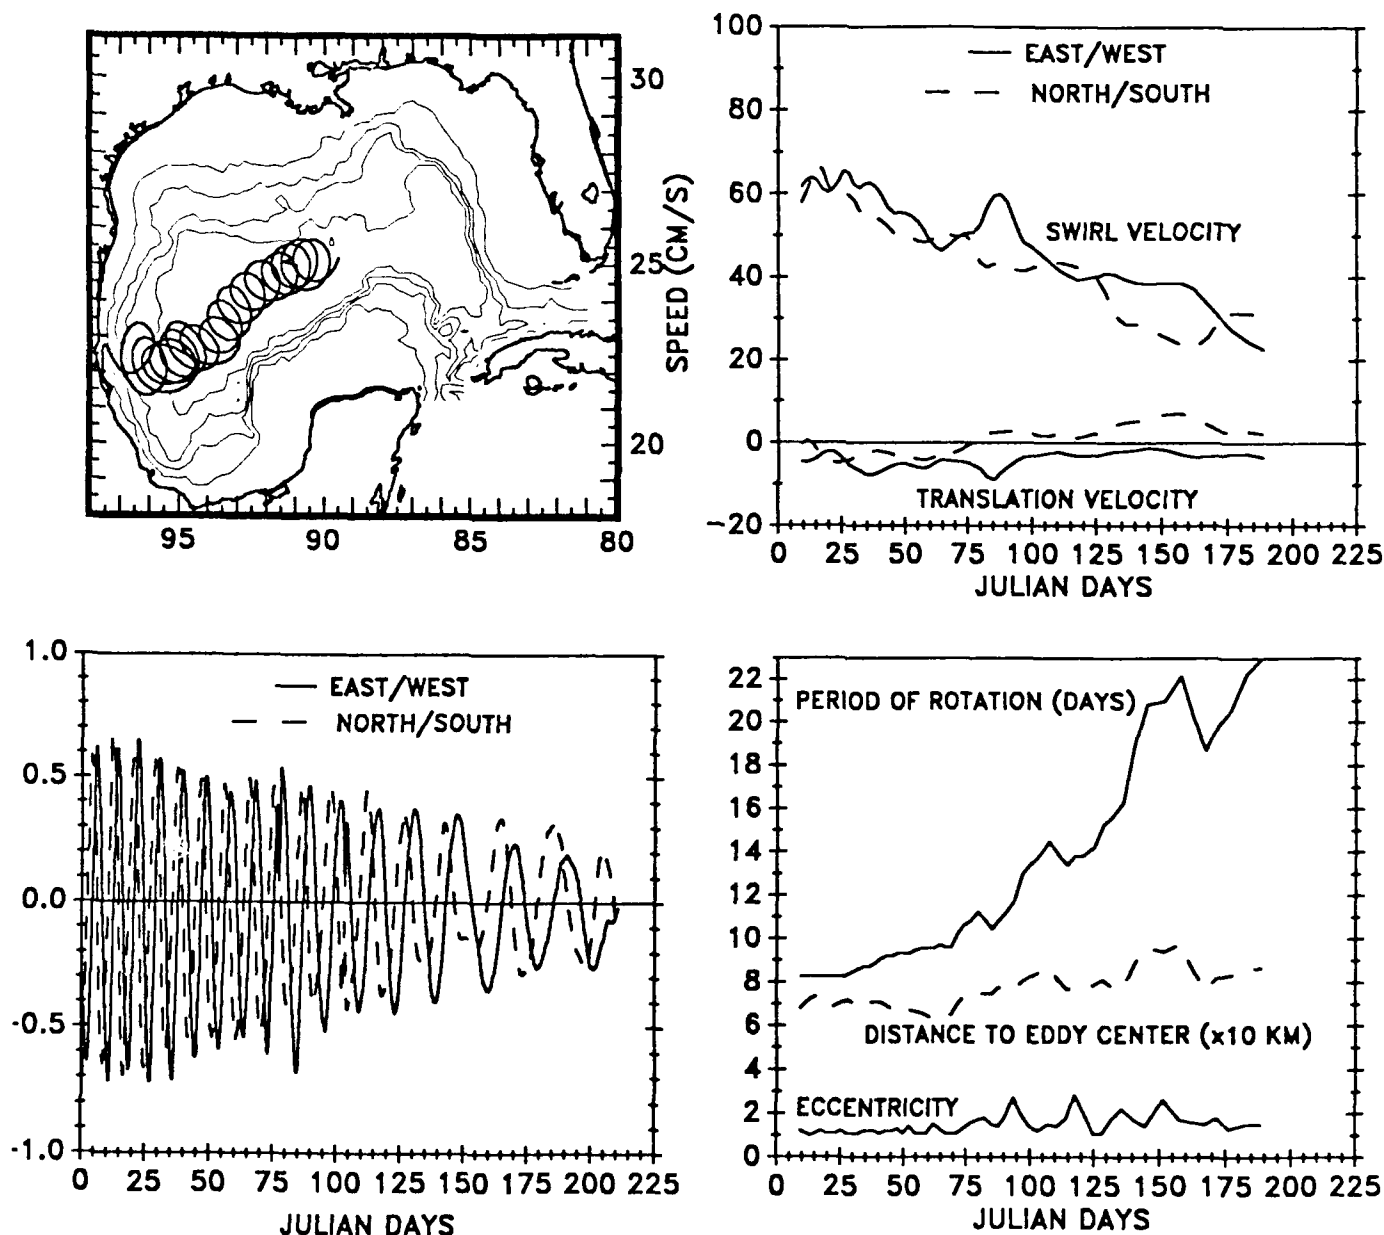 30
25
20
95
90
85
80
SPEED (CM/S)
100
80
60
40
20
0
-20
EAST/WEST
NORTH/SOUTH
SWIRL VELOCITY
TRANSLATION VELOCITY
0 25 50 75 100 125 150 175 200 225
JULIAN DAYS
1.0
0.5
0.0
-0.5
-1.0
EAST/WEST
NORTH/SOUTH
0 25 50 75 100 125 150 175 200 225
JULIAN DAYS
22
20
18
16
14
12
10
8
6
4
2
0
PERIOD OF ROTATION (DAYS)
DISTANCE TO EDDY CENTER (x10 KM)
ECCENTRICITY
0 25 50 75 100 125 150 175 200 225
JULIAN DAYS